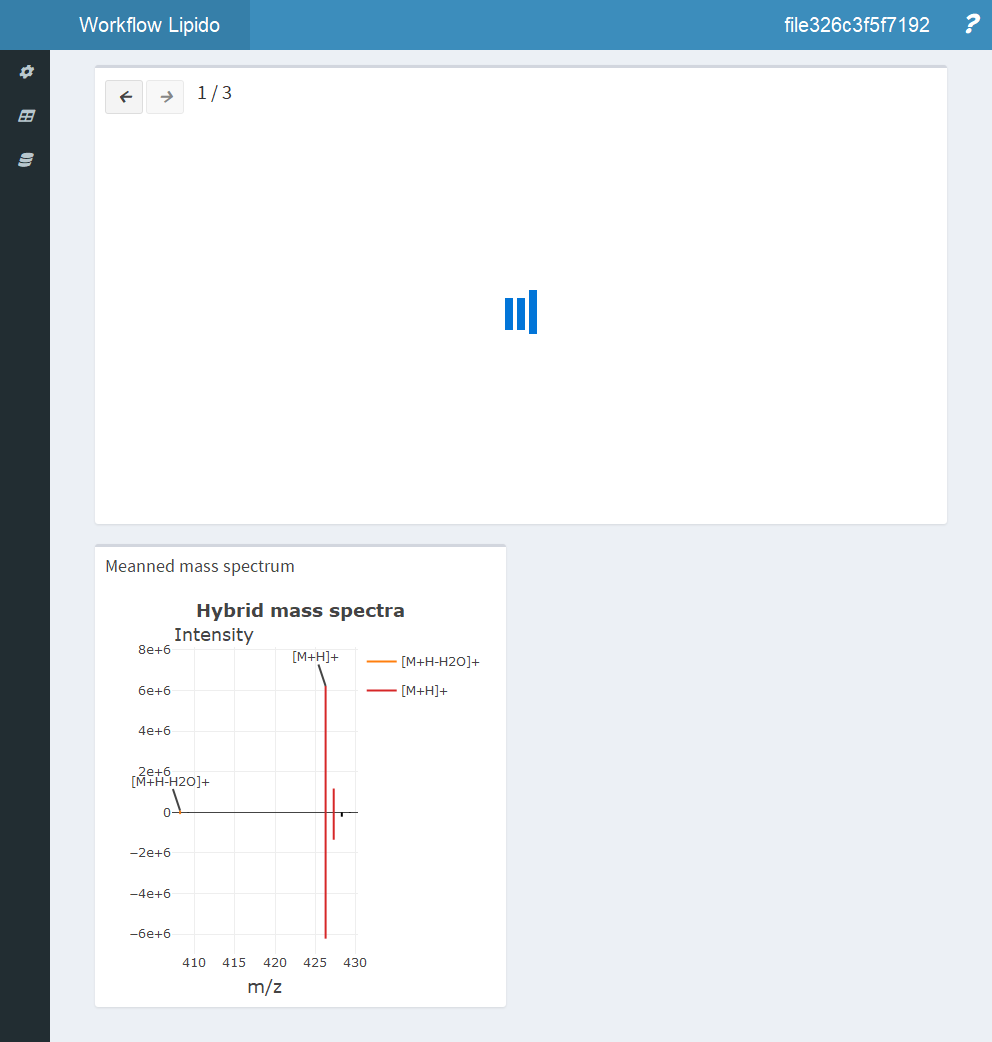 Workflow Lipido
file326c3f5f7192
?
1 / 3
Meanned mass spectrum
Hybrid mass spectra
Intensity
8e+6
[M+H]+
[M+H-H2O]+
6e+6
[M+H]+
4e+6
2e+6
[M+H-H2O]+
0
−2e+6
−4e+6
−6e+6
410 415 420 425 430
m/z